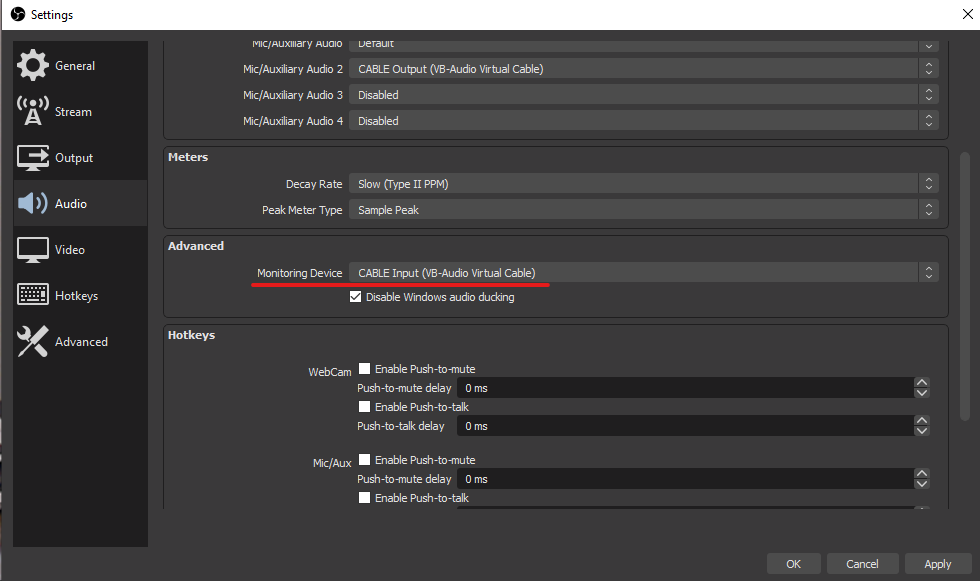 Settings
General
Stream
Output
Audio
Video
Hotkeys
Advanced
Mic/Auxiliary Audio Default
Mic/Auxiliary Audio 2 CABLE Output (VB-Audio Virtual Cable)
Mic/Auxiliary Audio 3 Disabled
Mic/Auxiliary Audio 4 Disabled
Meters
Decay Rate Slow (Type II PPM)
Peak Meter Type Sample Peak
Advanced
Monitoring Device CABLE Input (VB-Audio Virtual Cable)
Disable Windows audio ducking
Hotkeys
WebCam Enable Push-to-mute
Push-to-mute delay 0 ms
Enable Push-to-talk
Push-to-talk delay 0 ms
Mic/Aux Enable Push-to-mute
Push-to-mute delay 0 ms
Enable Push-to-talk
OK Cancel Apply